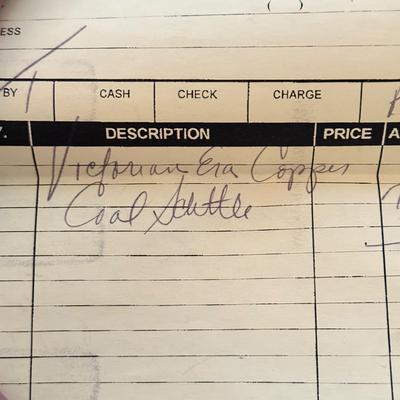 ESS
( )
BY T CASH CHECK CHARGE
Y. DESCRIPTION PRICE A
Victorian Era Copper
Coal Scuttle